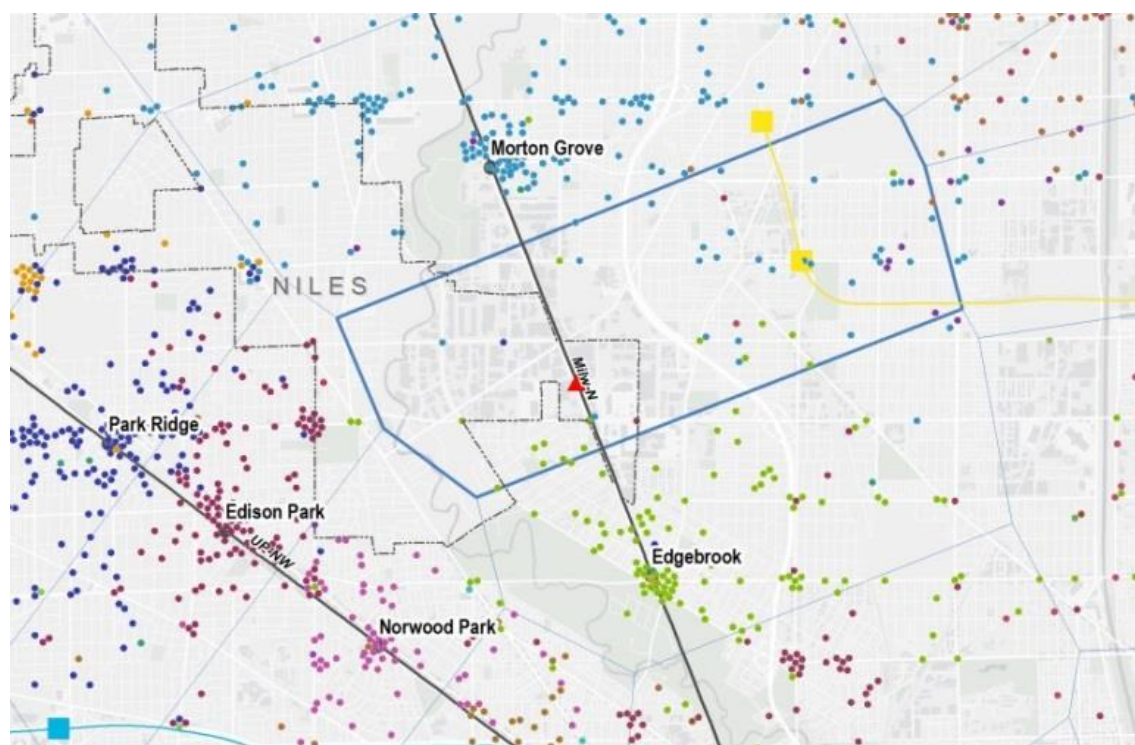 Morton Grove
NILES
Milw-N
Park Ridge
Edison Park
UP-NW
Edgebrook
Norwood Park